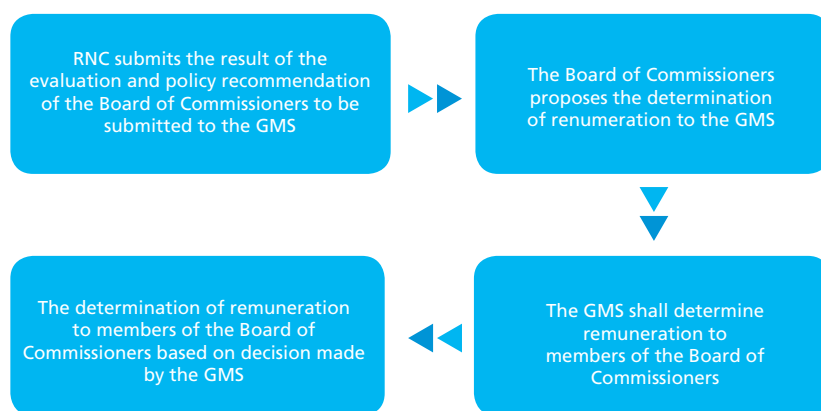 RNC submits the result of the
evaluation and policy recommendation
of the Board of Commissioners to be
submitted to the GMS
The Board of Commissioners
proposes the determination
of renumeration to the GMS
The GMS shall determine
remuneration to
members of the Board of
Commissioners
The determination of remuneration
to members of the Board of
Commissioners based on decision made
by the GMS